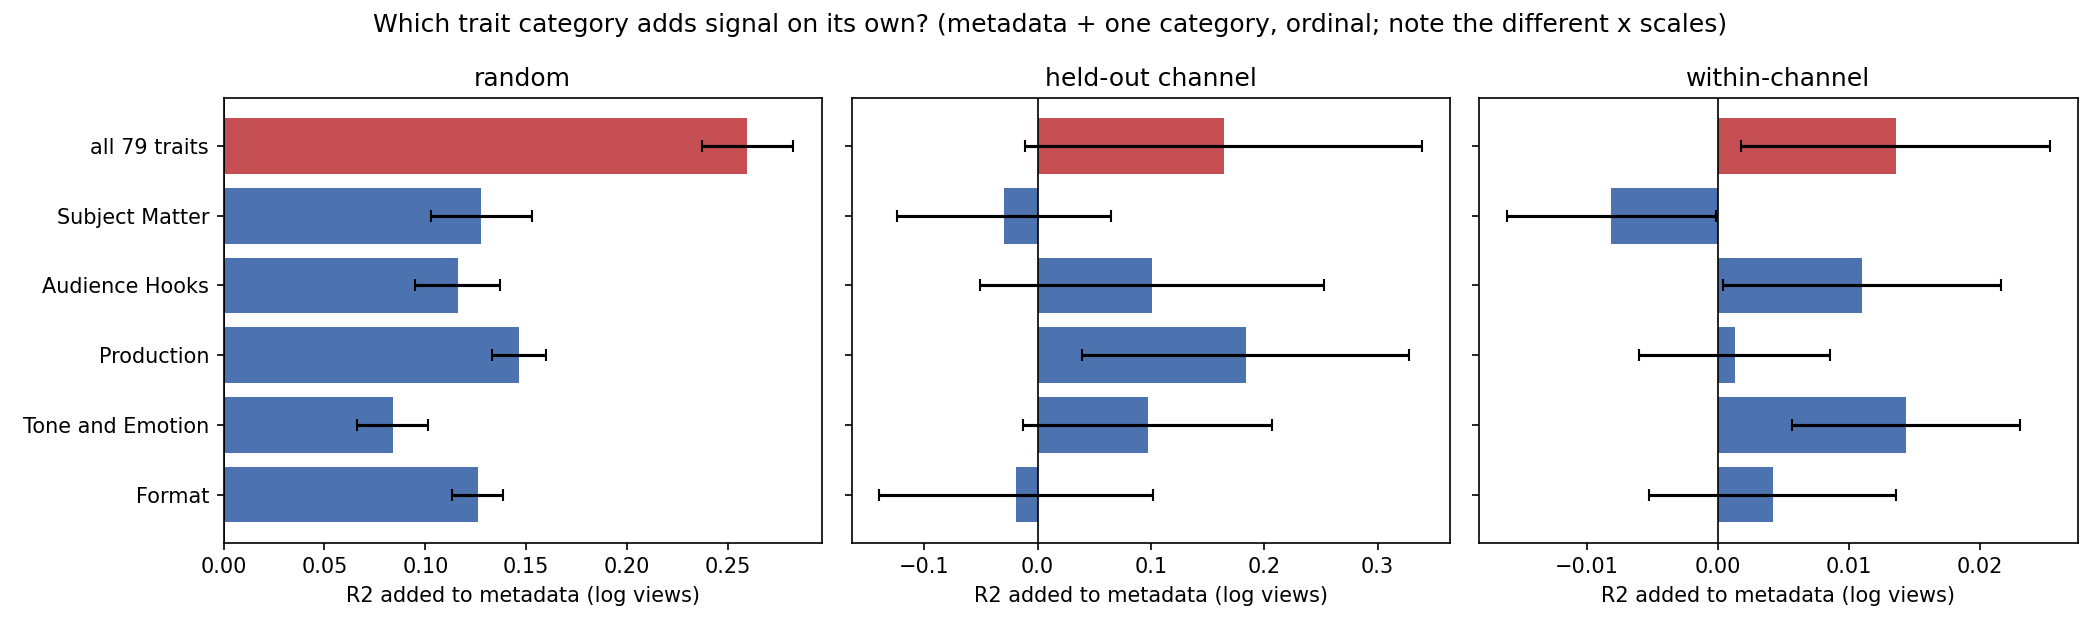 Which trait category adds signal on its own? (metadata + one category, ordinal; note the different x scales)
random
held-out channel
within-channel
all 79 traits
Subject Matter
Audience Hooks
Production
Tone and Emotion
Format
0.00 0.05 0.10 0.15 0.20 0.25
−0.1 0.0 0.1 0.2 0.3
−0.01 0.00 0.01 0.02
R2 added to metadata (log views)
R2 added to metadata (log views)
R2 added to metadata (log views)